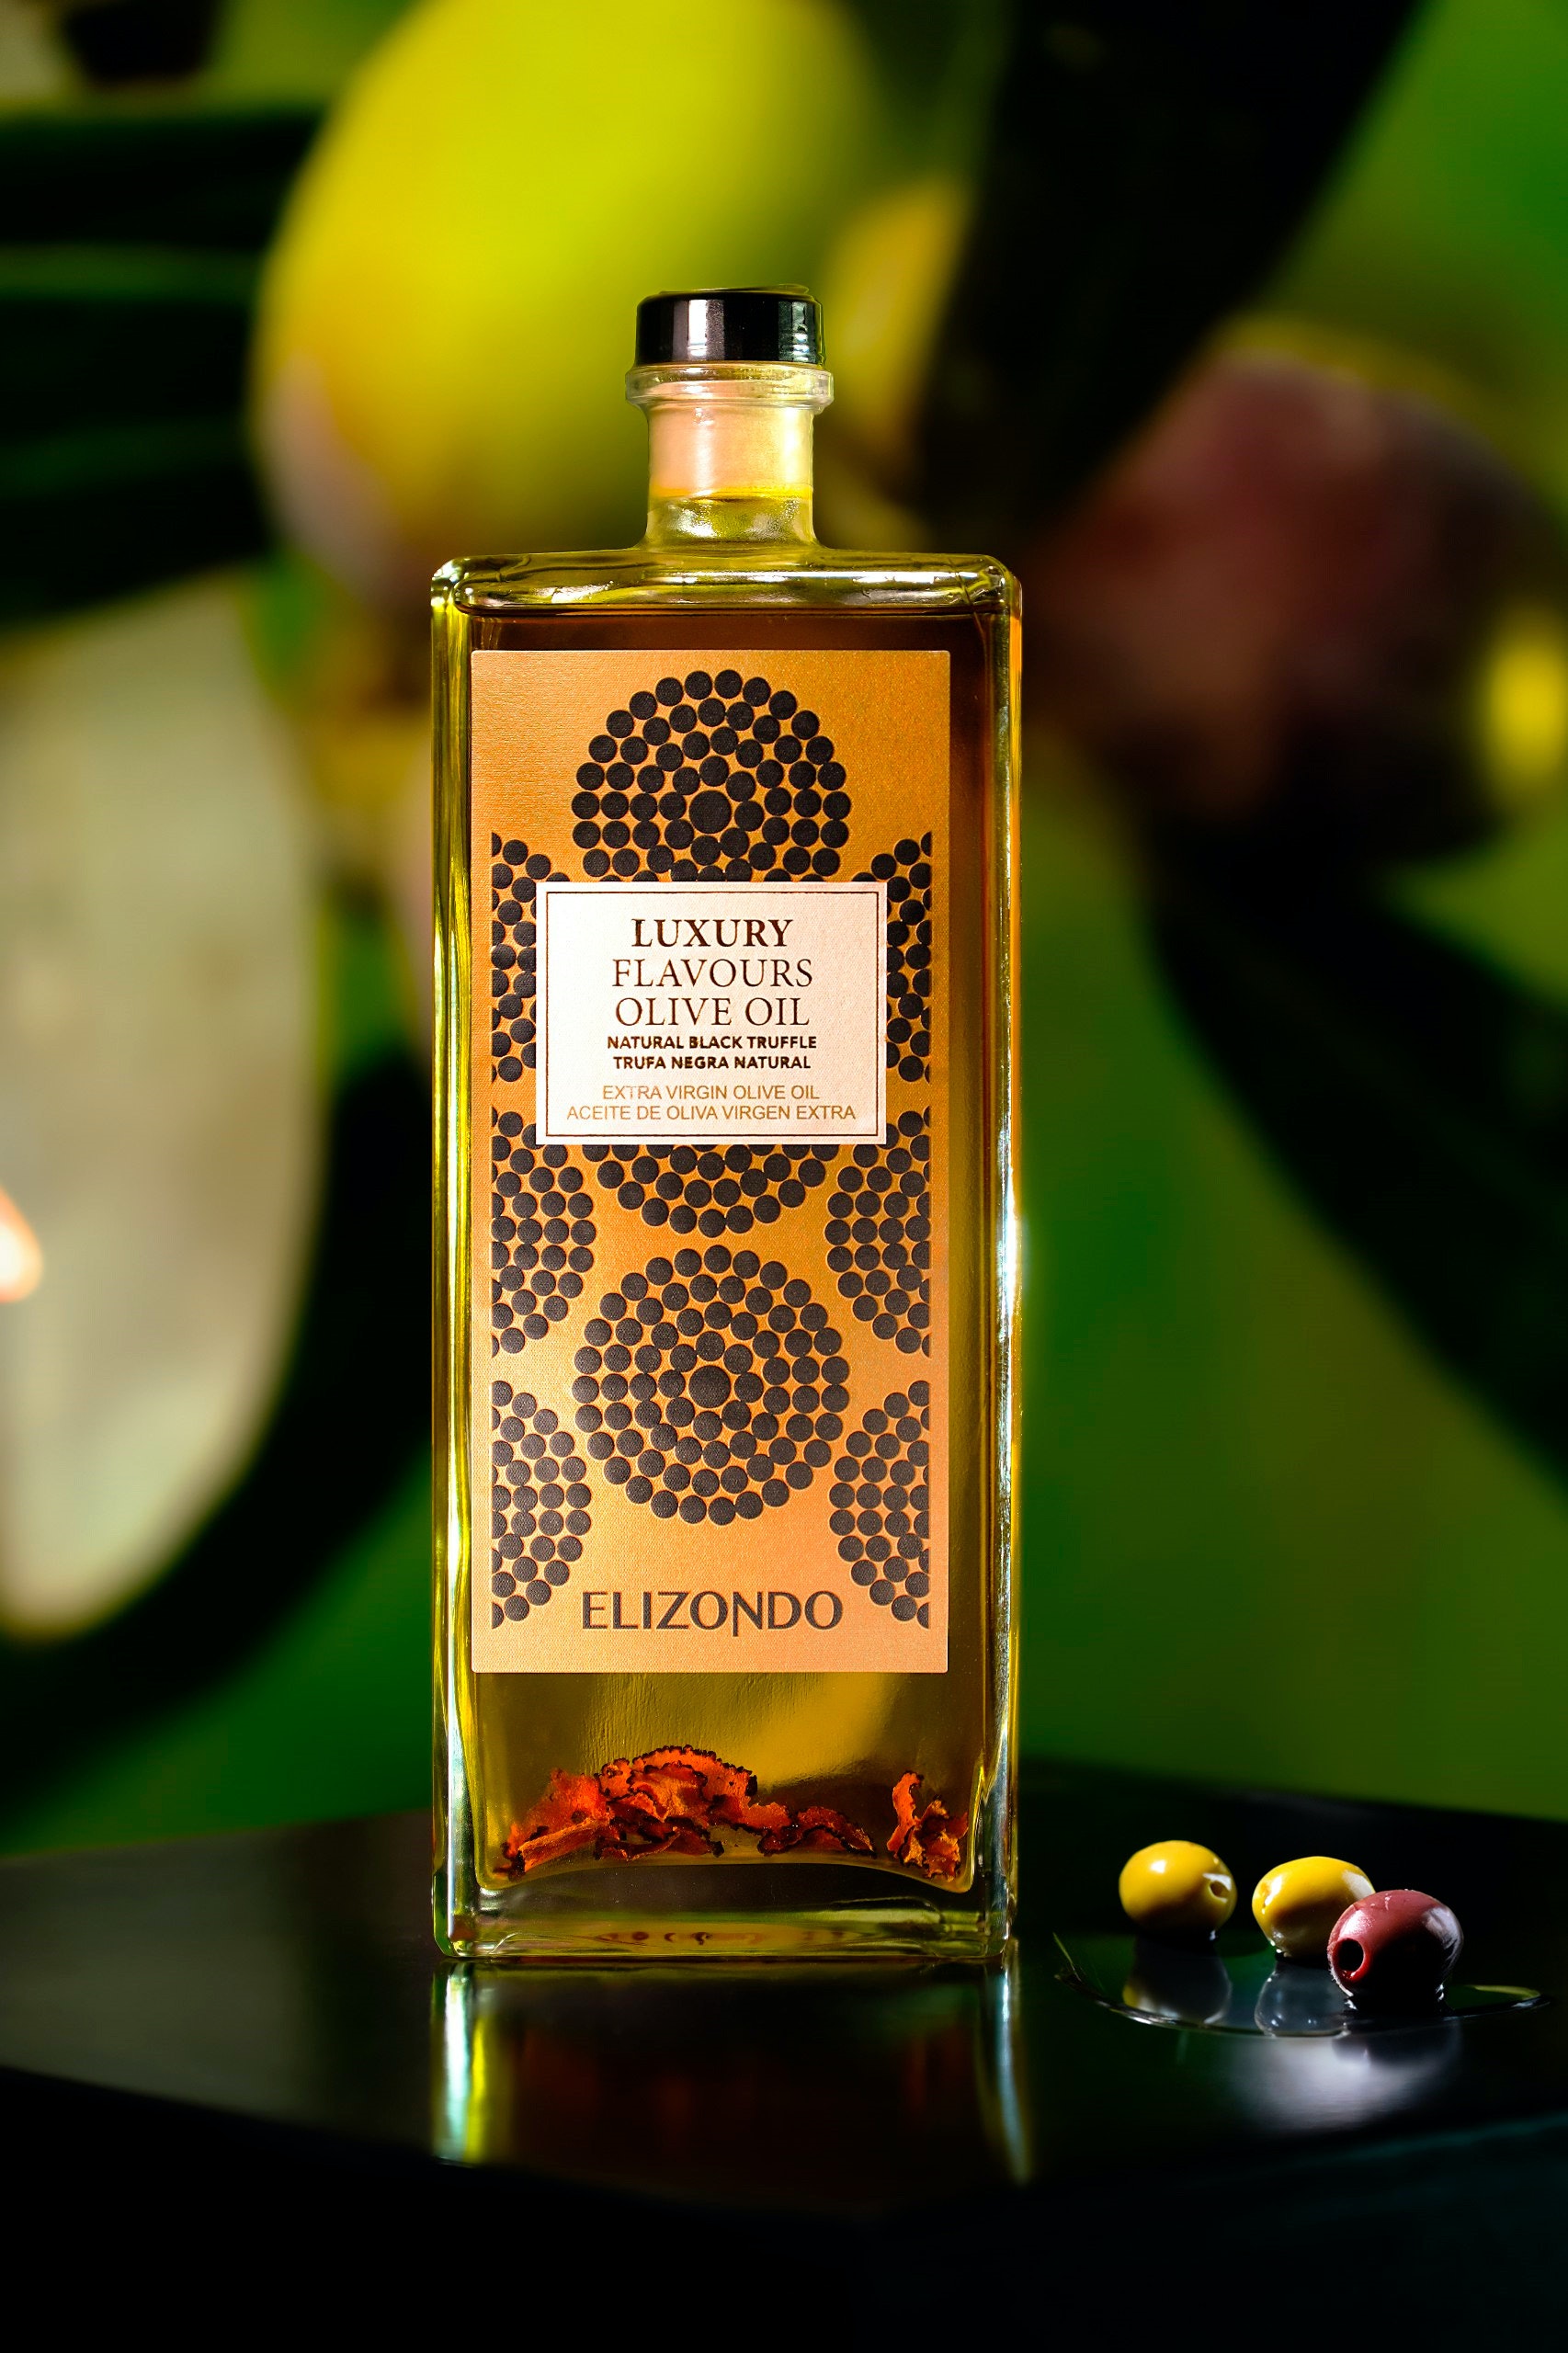 LUXURY
FLAVOURS
OLIVE OIL
NATURAL BLACK TRUFFLE
TRUFA NEGRA NATURAL
EXTRA VIRGIN OLIVE OIL
ACEITE DE OLIVA VIRGEN EXTRA
ELIZONDO